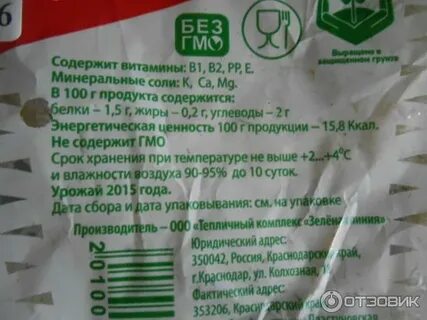 6
БЕЗ
ГМО
Выращено в
защищенном грунте
Содержит витамины: B1, B2, PP, E.
Минеральные соли: K, Ca, Mg.
В 100 г продукта содержится:
белки – 1,5 г, жиры – 0,2 г, углеводы – 2 г
Энергетическая ценность 100 г продукции – 15,8 Ккал.
Не содержит ГМО
Срок хранения при температуре не выше +2...+4°C
и влажности воздуха 90-95% до 10 суток.
Урожай 2015 года.
Дата сбора и дата упаковывания: см. на упаковке
Производитель – ООО «Тепличный комплекс «Зелёная линия»
Юридический адрес:
350042, Россия, Краснодарский край,
г.Краснодар, ул. Колхозная,
Фактический адрес:
353206, Краснодарский край,
Пластуновская
20100
ОТЗОВИК